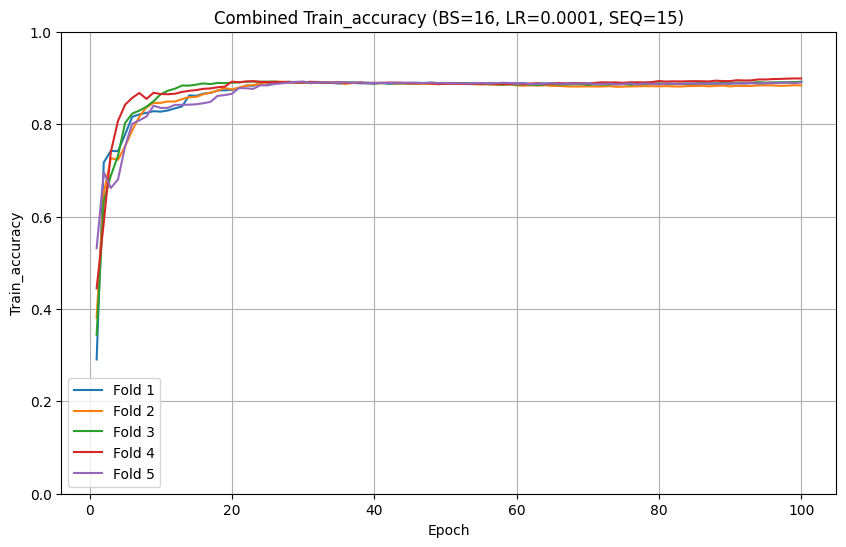 Combined Train_accuracy (BS=16, LR=0.0001, SEQ=15)
Train_accuracy
1.0
0.8
0.6
0.4
0.2
0.0
Fold 1
Fold 2
Fold 3
Fold 4
Fold 5
0 20 40 60 80 100
Epoch